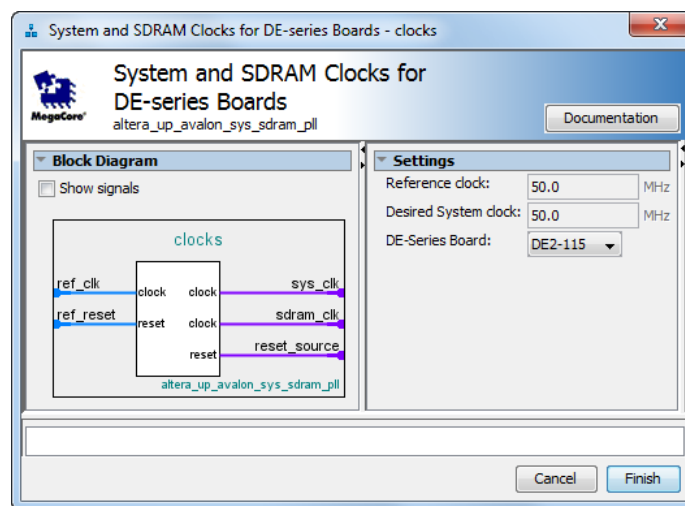 System and SDRAM Clocks for DE-series Boards - clocks
MegaCore®
System and SDRAM Clocks for
DE-series Boards
altera_up_avalon_sys_sdram_pll
Documentation
Block Diagram
Show signals
clocks
ref_clk
clock
clock
sys_clk
ref_reset
reset
clock
sdram_clk
reset
reset_source
altera_up_avalon_sys_sdram_pll
Settings
Reference clock: 50.0 MHz
Desired System clock: 50.0 MHz
DE-Series Board: DE2-115
Cancel
Finish